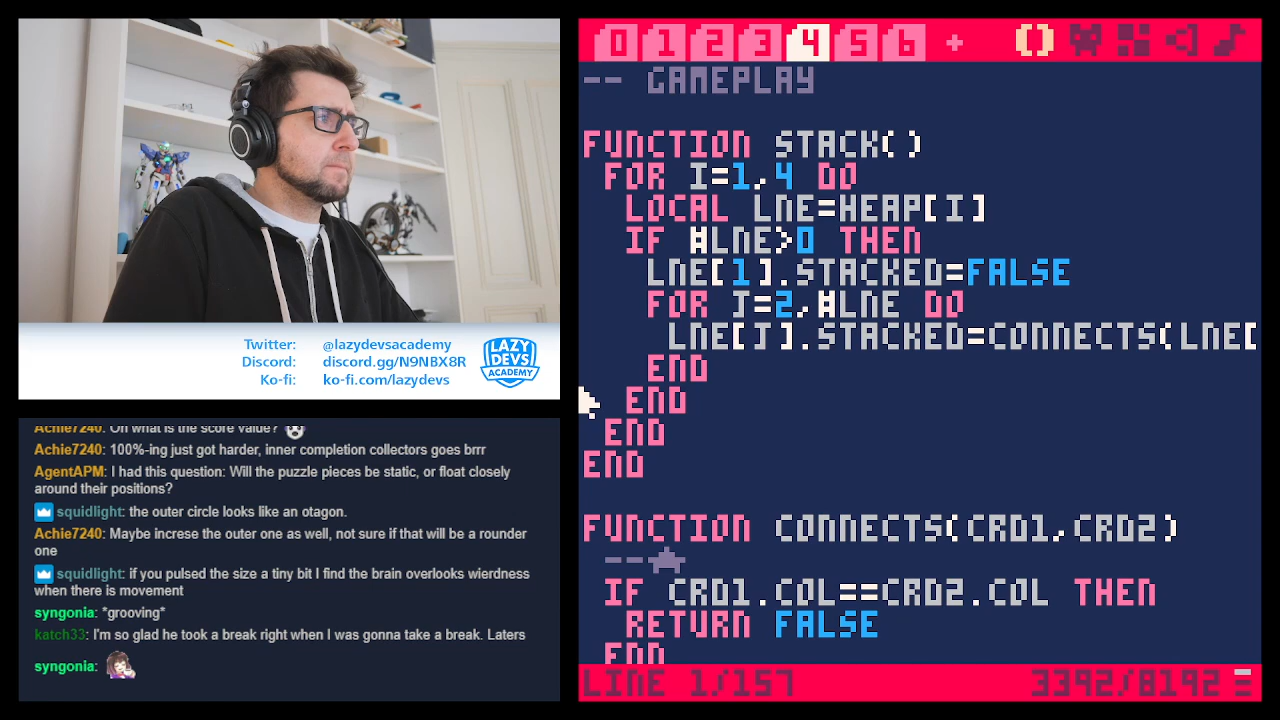 Twitter: @lazydevsacademy
Discord: discord.gg/N9NBX8R
Ko-fi: ko-fi.com/lazydevs
LAZY
DEVS
ACADEMY
Achie7240: Oh what is the score value?
Achie7240: 100%-ing just got harder, inner completion collectors goes brrr
AgentAPM: I had this question: Will the puzzle pieces be static, or float closely
around their positions?
squidlight: the outer circle looks like an otagon.
Achie7240: Maybe increse the outer one as well, not sure if that will be a rounder
one
squidlight: if you pulsed the size a tiny bit I find the brain overlooks wierdness
when there is movement
syngonia: *grooving*
katch33: I'm so glad he took a break right when I was gonna take a break. Laters
syngonia:
0 1 2 3 4 5 6 +
-- GAMEPLAY
FUNCTION STACK()
FOR I=1,4 DO
LOCAL LNE=HEAP[I]
IF #LNE>0 THEN
LNE[1].STACKED=FALSE
FOR J=2,#LNE DO
LNE[J].STACKED=CONNECTS(LNE[
END
END
END
END
FUNCTION CONNECTS(CRD1,CRD2)
--
IF CRD1.COL==CRD2.COL THEN
RETURN FALSE
END
LINE 1/157 3392/8192